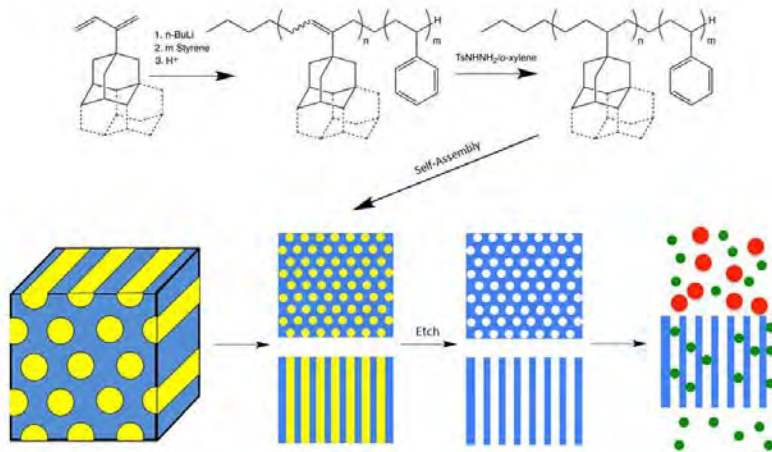 1. n-BuLi
2. m Styrene
3. H⁺
n
H
m
TsNHNH₂/o-xylene
n
H
m
Self-Assembly
Etch